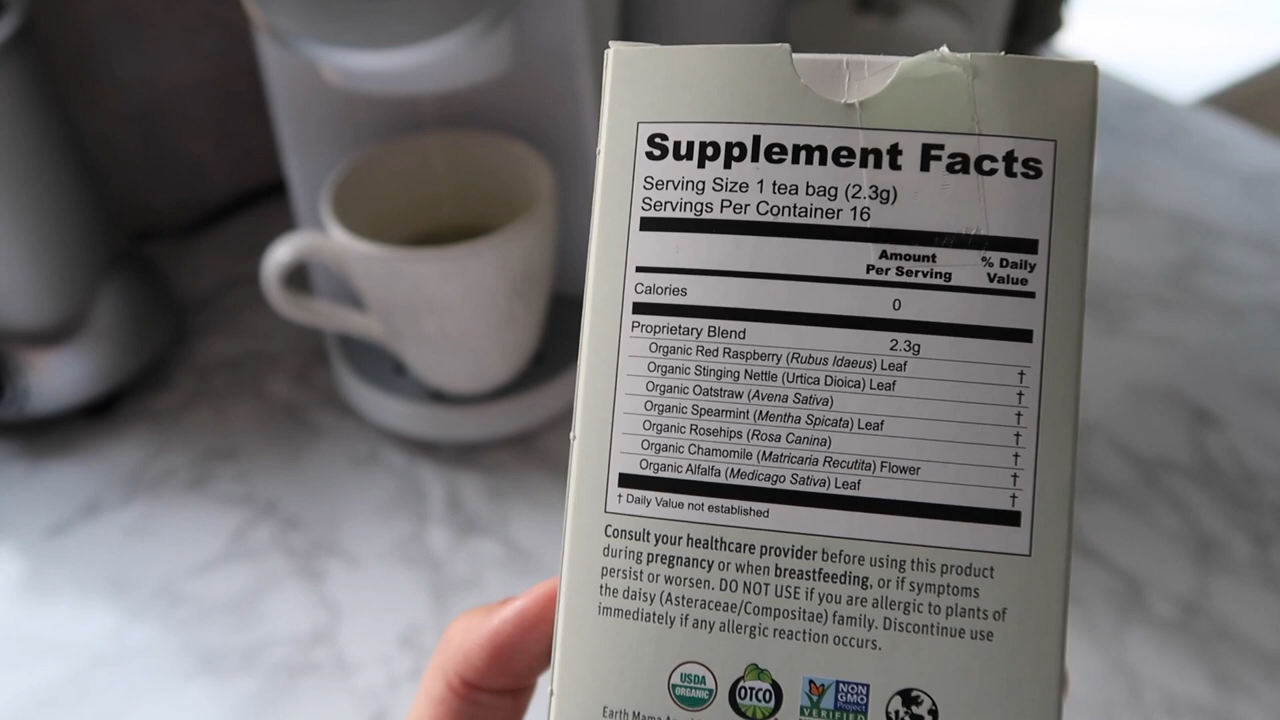 Supplement Facts
Serving Size 1 tea bag (2.3g)
Servings Per Container 16
Amount Per Serving
% Daily Value
Calories 0
Proprietary Blend 2.3g
Organic Red Raspberry (Rubus Idaeus) Leaf †
Organic Stinging Nettle (Urtica Dioica) Leaf †
Organic Oatstraw (Avena Sativa) †
Organic Spearmint (Mentha Spicata) Leaf †
Organic Rosehips (Rosa Canina) †
Organic Chamomile (Matricaria Recutita) Flower †
Organic Alfalfa (Medicago Sativa) Leaf †
† Daily Value not established
Consult your healthcare provider before using this product
during pregnancy or when breastfeeding, or if symptoms
persist or worsen. DO NOT USE if you are allergic to plants of
the daisy (Asteraceae/Compositae) family. Discontinue use
immediately if any allergic reaction occurs.
USDA
ORGANIC
OTCO
NON
GMO
Project
VERIFIED
Earth Mama